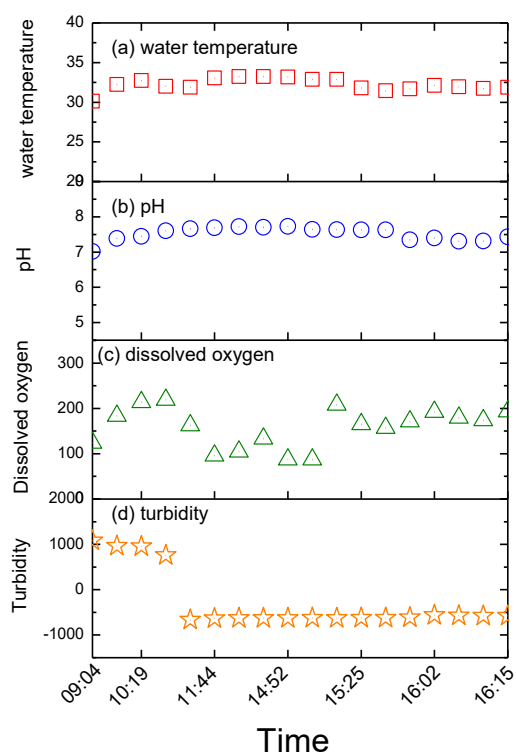 40
(a) water temperature
35
30
25
water temperature
9
(b) pH
8
7
6
5
pH
(c) dissolved oxygen
300
200
100
Dissolved oxygen
2000
(d) turbidity
1000
0
-1000
Turbidity
09:04 10:19 11:44 14:52 15:25 16:02 16:15
Time